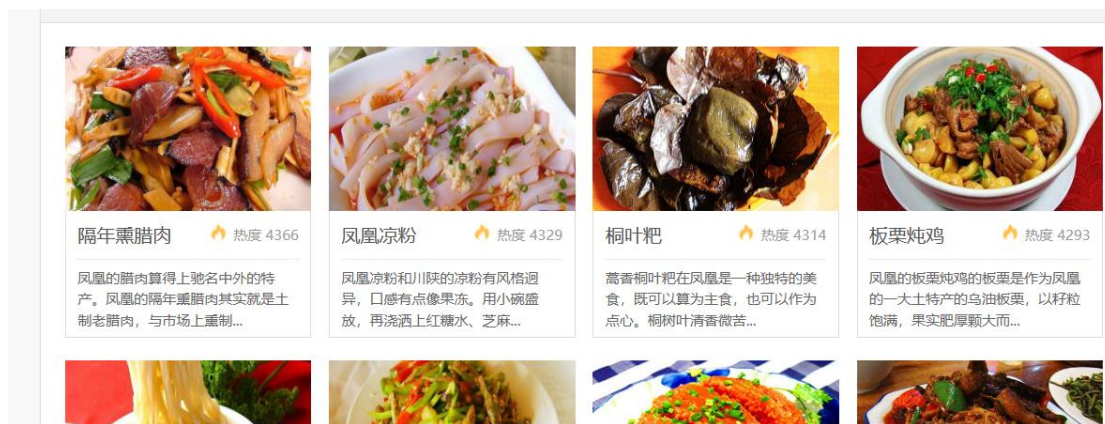 隔年熏腊肉 热度 4366
凤凰的腊肉算得上驰名中外的特
产。凤凰的隔年熏腊肉其实就是土
制老腊肉，与市场上熏制...
凤凰凉粉 热度 4329
凤凰凉粉和川陕的凉粉有风格迥
异，口感有点像果冻。用小碗盛
放，再浇洒上红糖水、芝麻...
桐叶粑 热度 4314
蒿香桐叶粑在凤凰是一种独特的美
食，既可以算为主食，也可以作为
点心。桐树叶清香微苦...
板栗炖鸡 热度 4293
凤凰的板栗炖鸡的板栗是作为凤凰
的一大土特产的乌油板栗，以籽粒
饱满，果实肥厚颗大而...